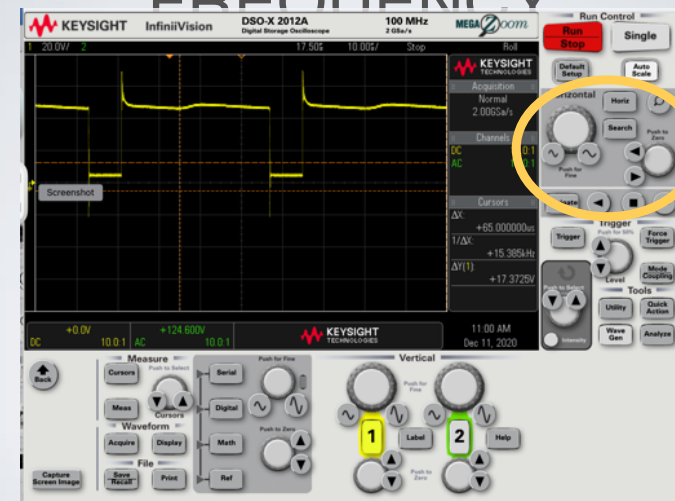 FREQUENCY
KEYSIGHT InfiniiVision DSO-X 2012A Digital Storage Oscilloscope 100 MHz 2 GSa/s MEGA Zoom
1 20.0V/ 2 17.50s 10.00s/ Stop Roll
KEYSIGHT
TECHNOLOGIES
Acquisition
Normal
2.00GSa/s
Channels
DC 10.0:1
AC 10.0:1
Screenshot
Cursors
ΔX:
+65.000000us
1/ΔX:
+15.385kHz
ΔY(1):
+17.3725V
+0.0V +124.600V
DC 10.0:1 AC 10.0:1
KEYSIGHT
TECHNOLOGIES
11:00 AM
Dec 11, 2020
Run Control
Run
Stop
Single
Default
Setup
Auto
Scale
Horizontal
Horiz
Search
Push to
Zero
Push for
Fine
Trigger
Push for 50%
Trigger
Force
Trigger
Level
Mode
Coupling
Push to Select
Intensity
Tools
Utility
Quick
Action
Wave
Gen
Analyze
Back
Measure
Push to Select
Cursors
Meas
Cursors
Waveform
Acquire
Display
File
Save
Recall
Print
Capture
Screen Image
Serial
Digital
Math
Ref
Push for Fine
Push to Zero
Vertical
Push for
Fine
1
Label
2
Help
Push to
Zero